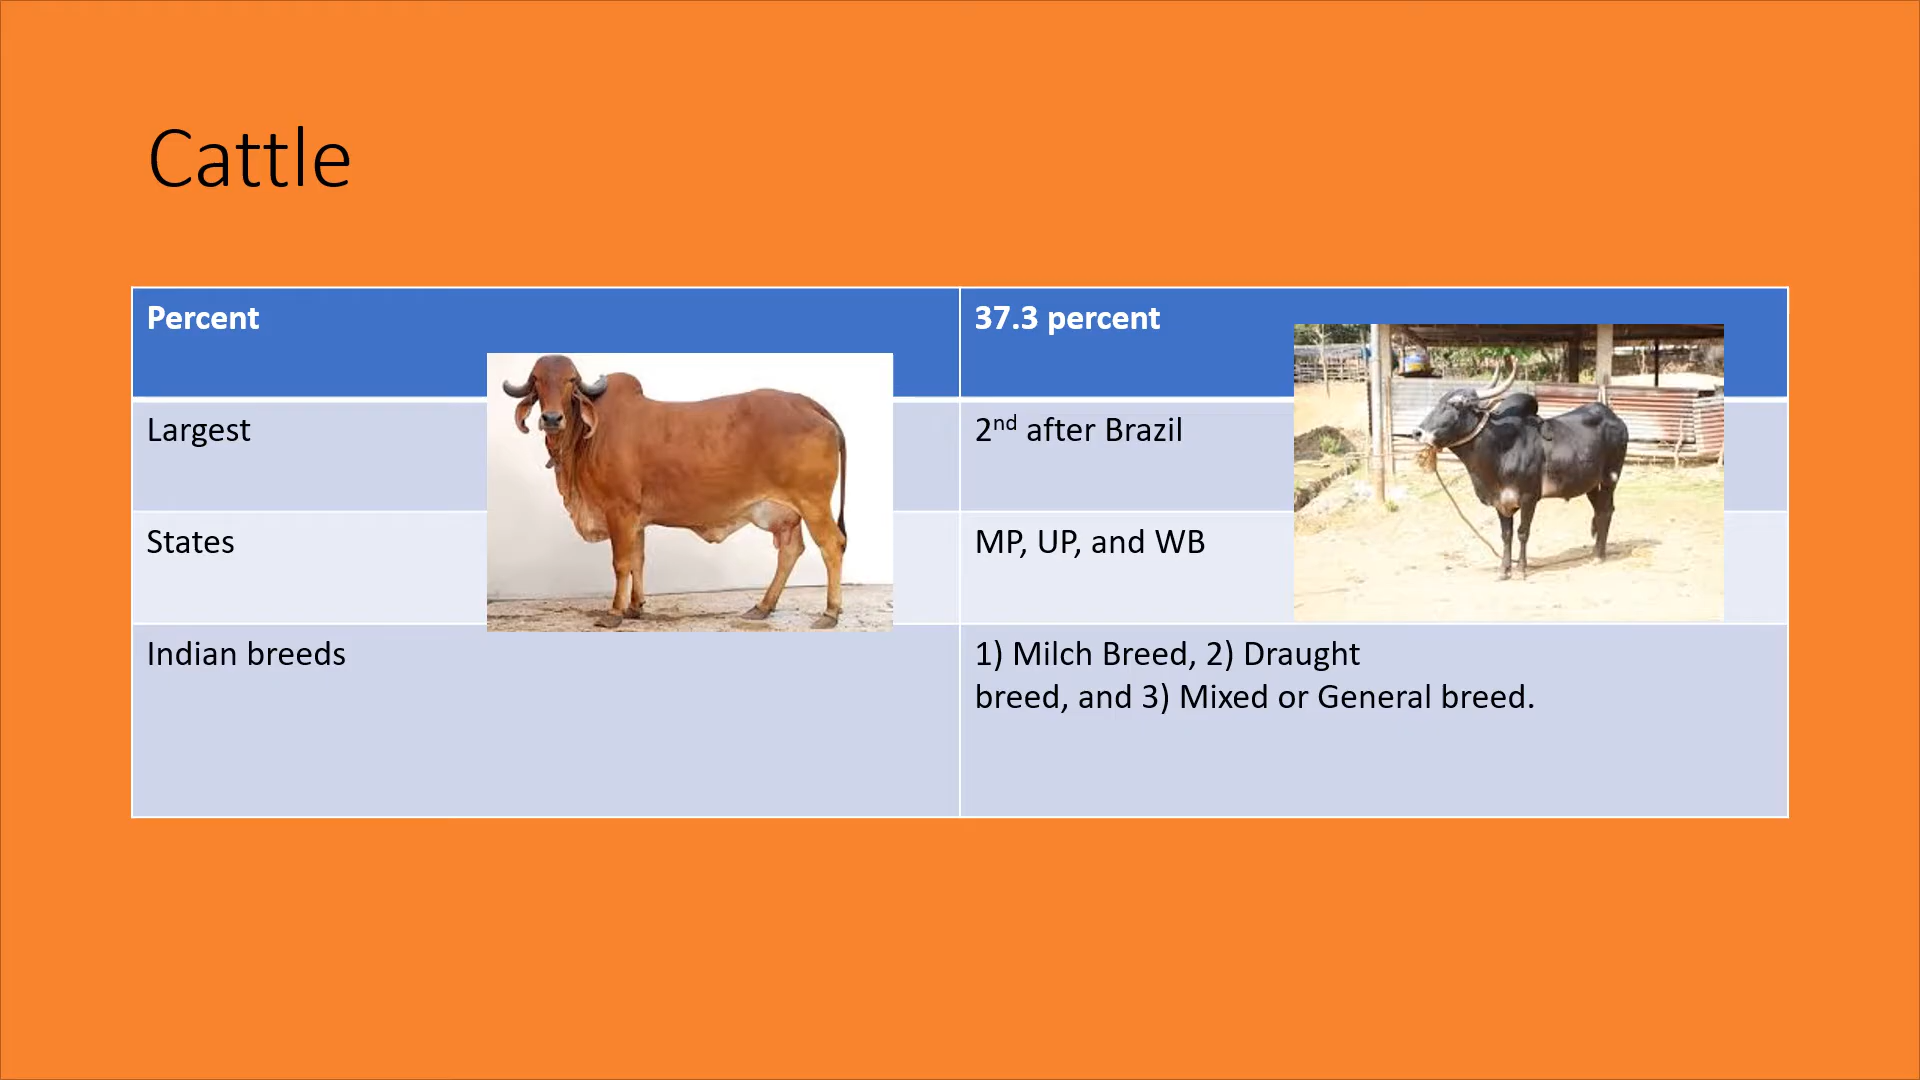 Cattle
Percent
37.3 percent
Largest
2nd after Brazil
States
MP, UP, and WB
Indian breeds
1) Milch Breed, 2) Draught
breed, and 3) Mixed or General breed.